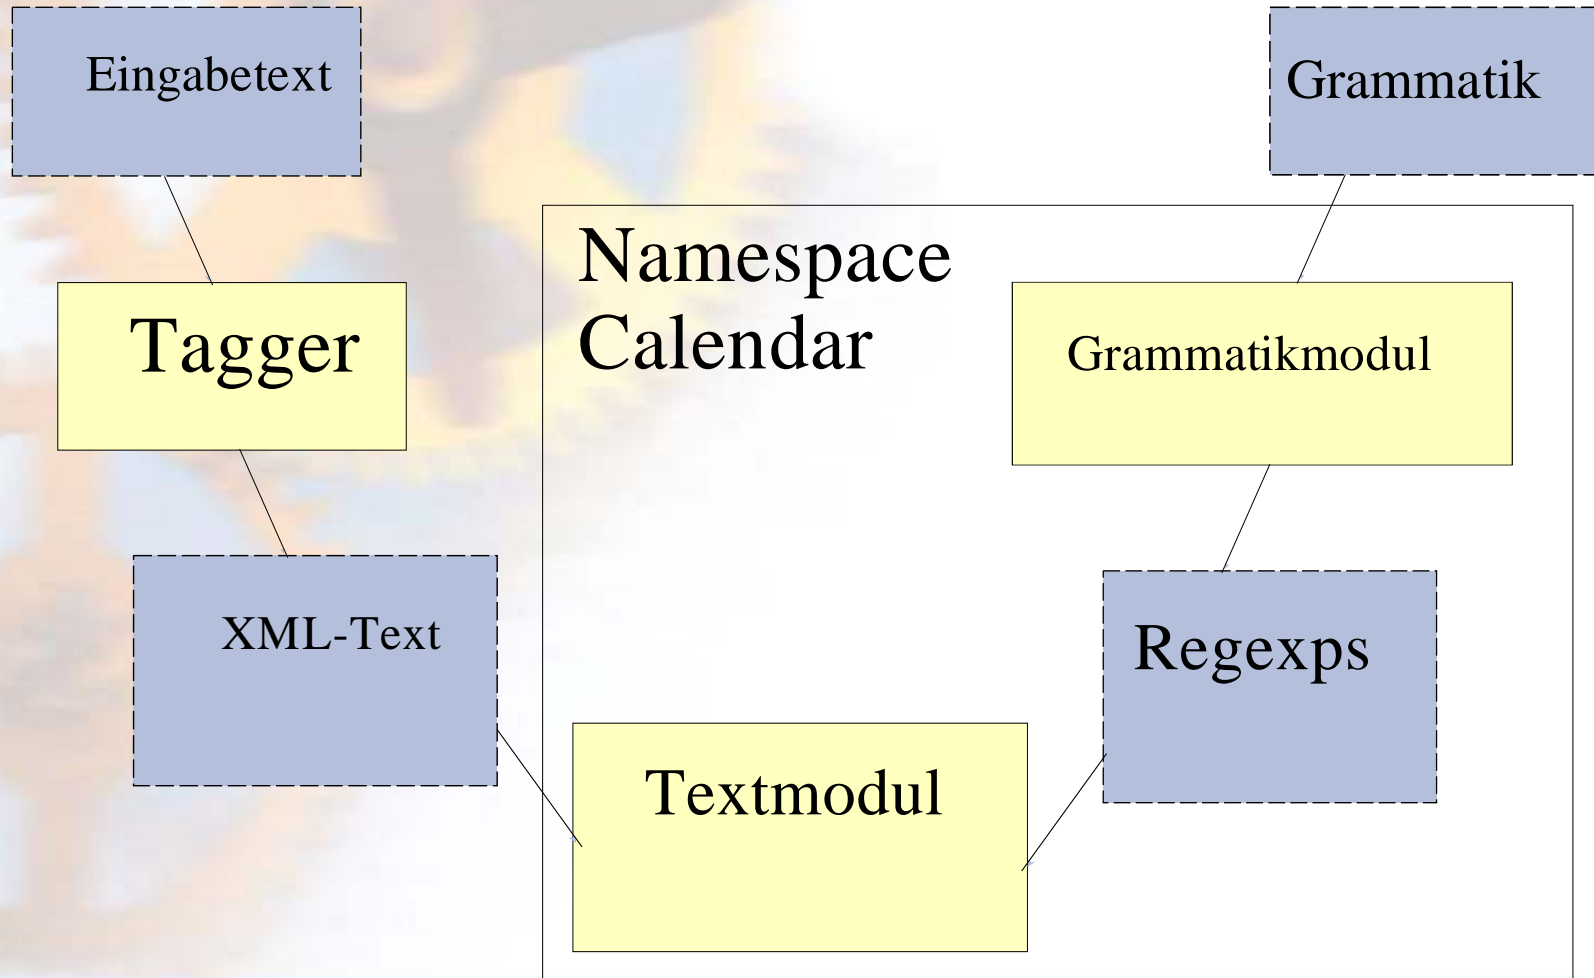 Eingabetext
Grammatik
Namespace
Calendar
Tagger
Grammatikmodul
XML-Text
Regexps
Textmodul